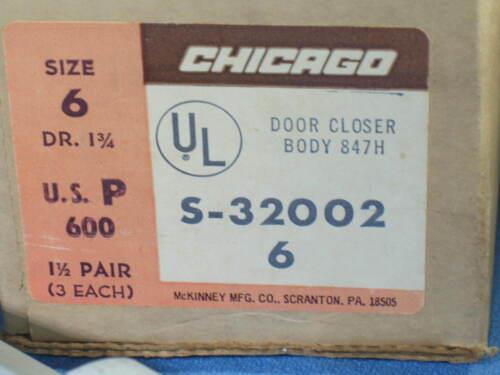 SIZE
6
DR. 1¾
U.S. P
600
1½ PAIR
(3 EACH)
CHICAGO
UL
®
DOOR CLOSER
BODY 847H
S-32002
6
McKINNEY MFG. CO., SCRANTON, PA. 18505